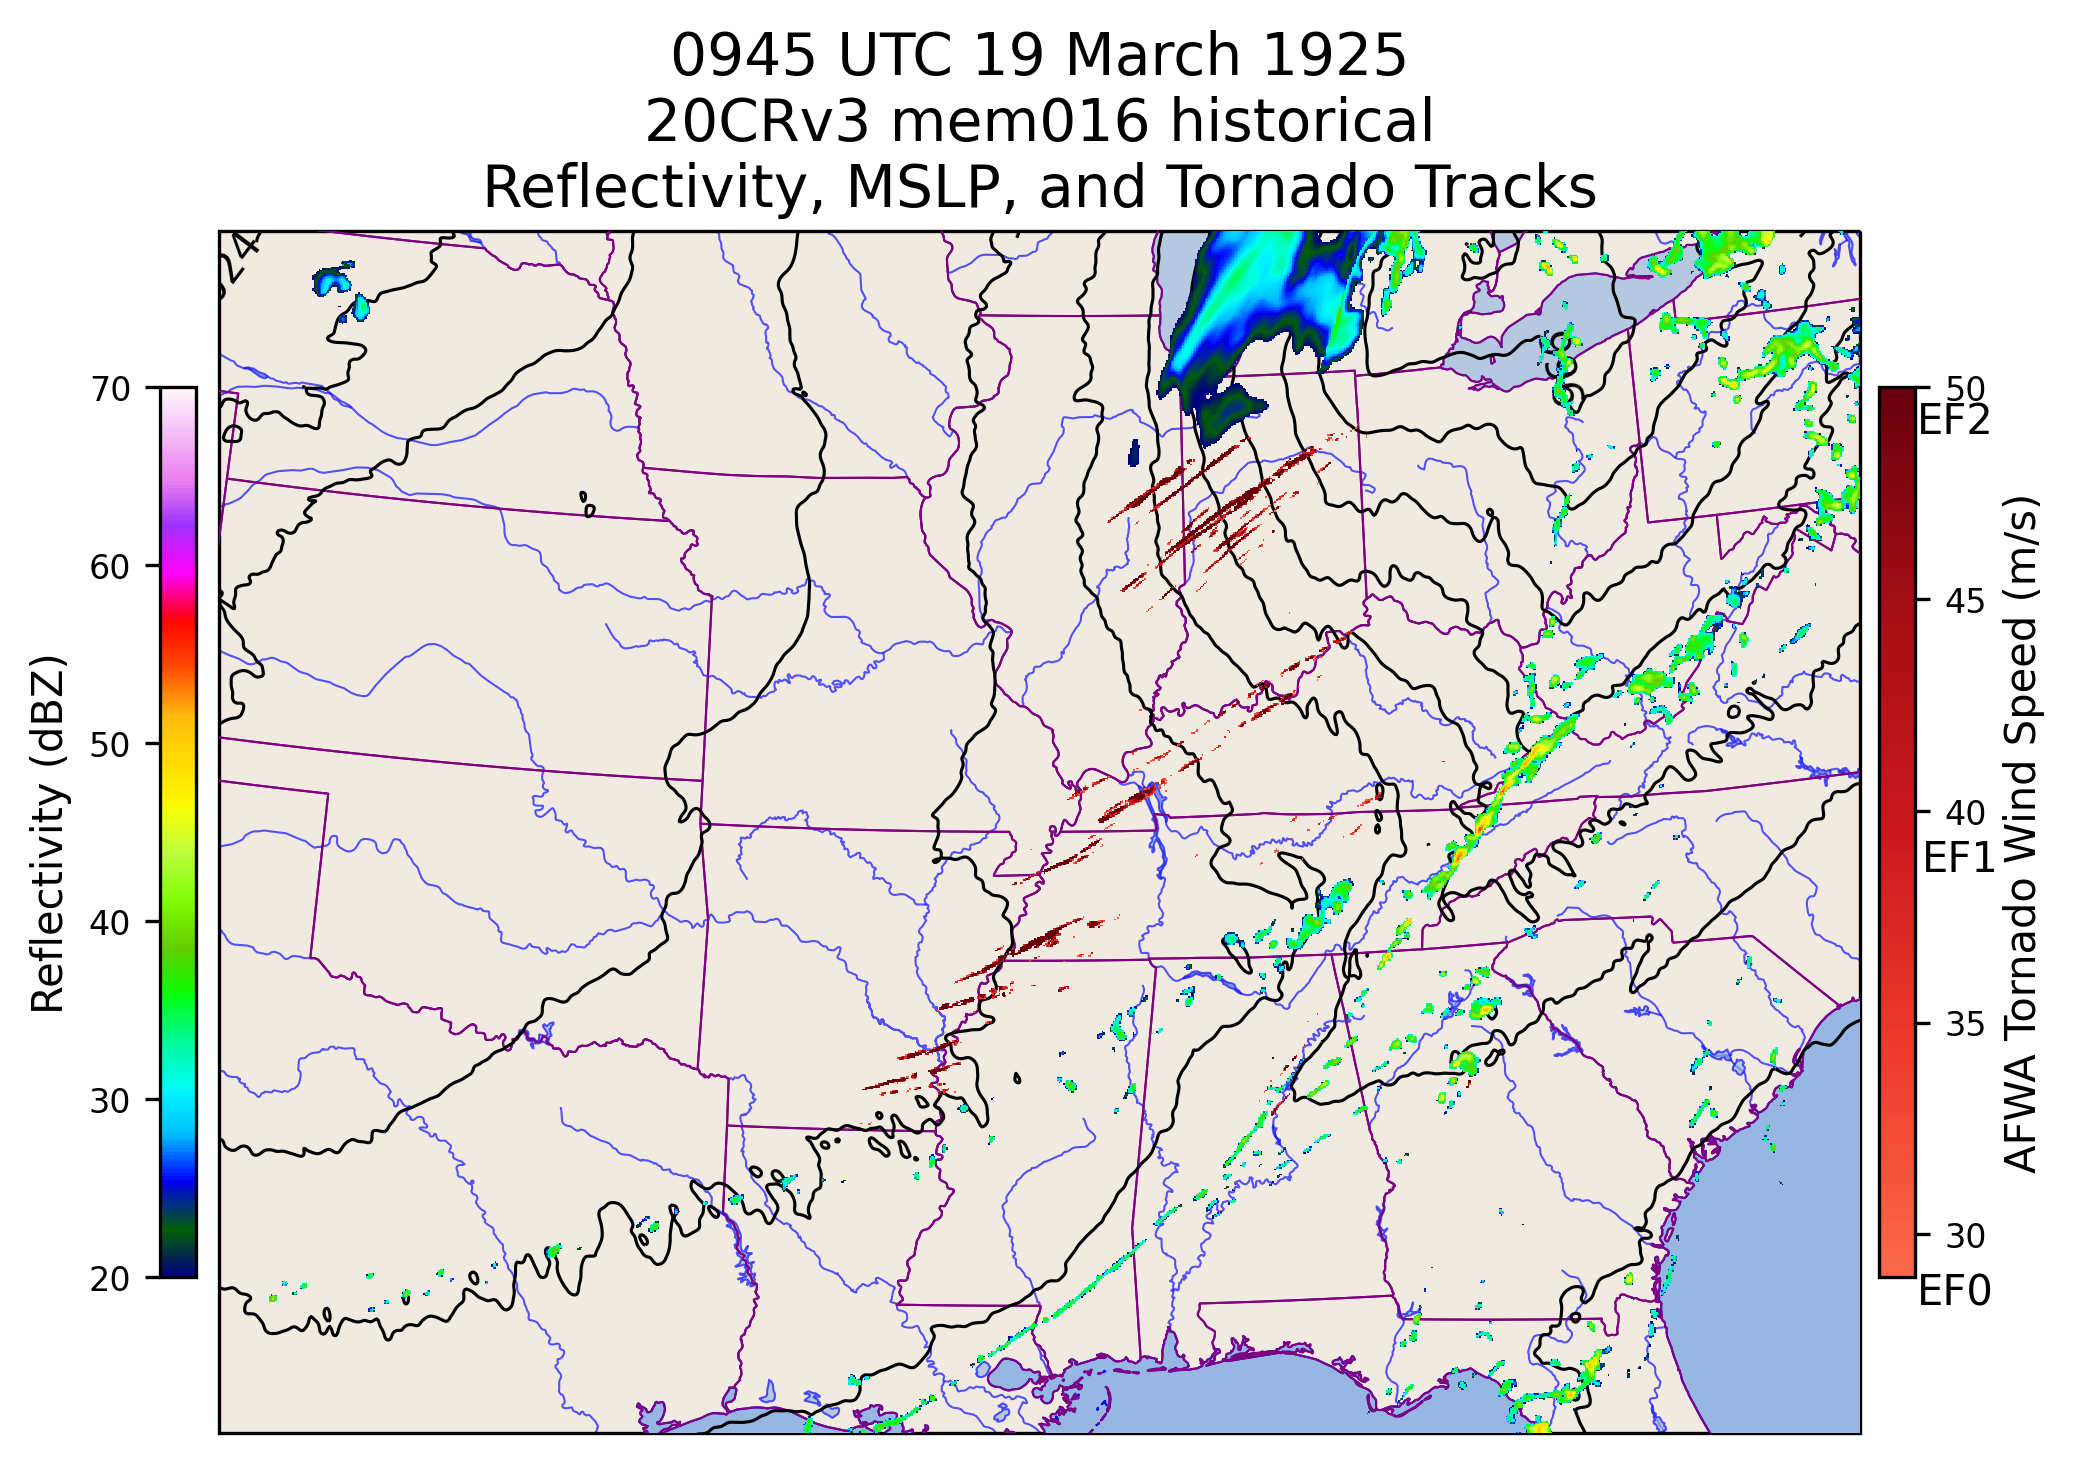 0945 UTC 19 March 1925
20CRv3 mem016 historical
Reflectivity, MSLP, and Tornado Tracks
24
Reflectivity (dBZ)
70
60
50
40
30
20
50
EF2
45
40
EF1
35
30
EF0
AFWA Tornado Wind Speed (m/s)